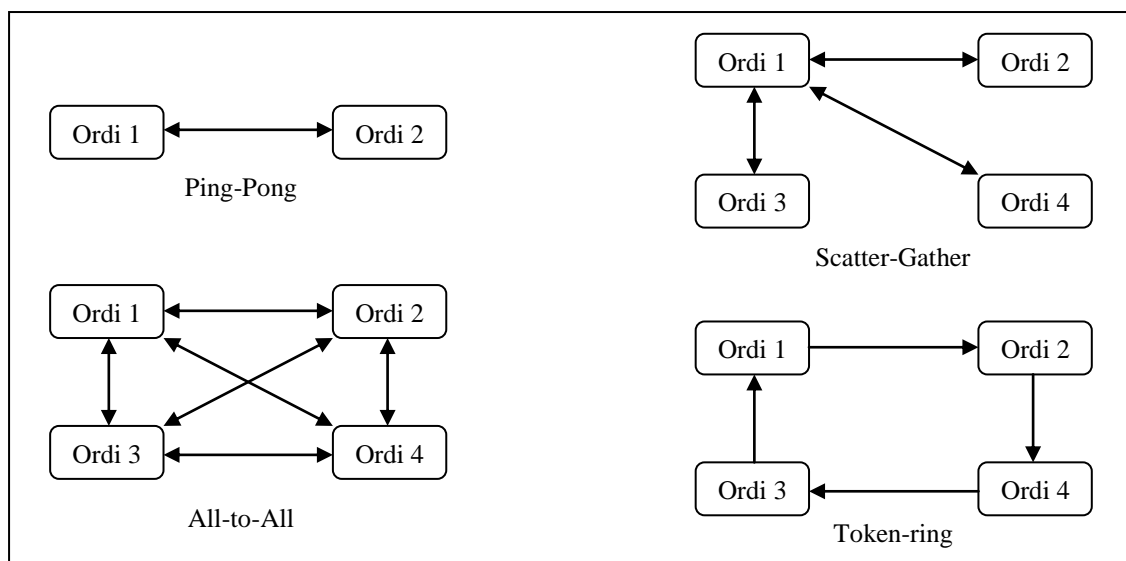 Ordi 1
Ordi 2
Ping-Pong
Ordi 1
Ordi 2
Ordi 3
Ordi 4
Scatter-Gather
Ordi 1
Ordi 2
Ordi 3
Ordi 4
All-to-All
Ordi 1
Ordi 2
Ordi 3
Ordi 4
Token-ring